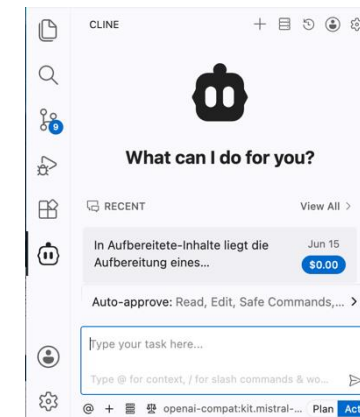 CLINE
9
What can I do for you?
RECENT
View All >
In Aufbereitete-Inhalte liegt die
Aufbereitung eines...
Jun 15
$0.00
Auto-approve: Read, Edit, Safe Commands,... >
Type your task here...
Type @ for context, / for slash commands & wo...
@ + openai-compat:kit.mistral-... Plan Act